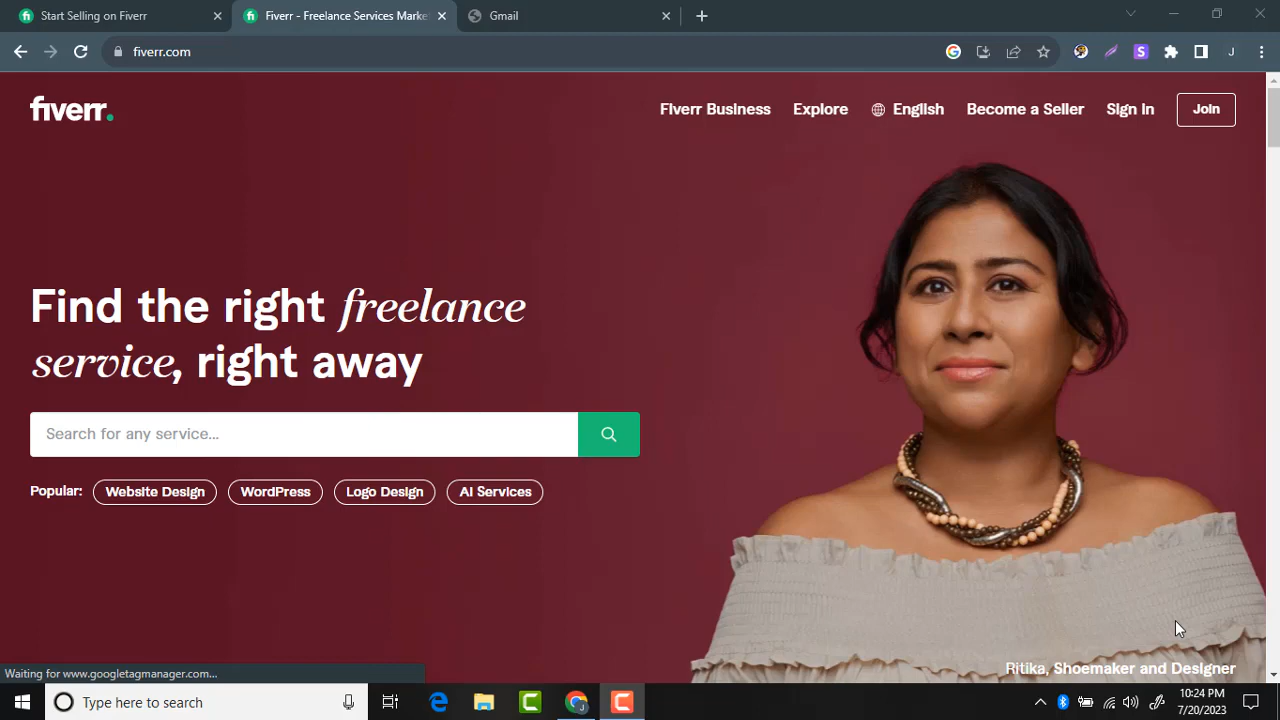 Start Selling on Fiverr
Fiverr - Freelance Services Marke
Gmail
fiverr.com
J
fiverr.
Fiverr Business
Explore
English
Become a Seller
Sign in
Join
Find the right freelance
service, right away
Search for any service...
Popular:
Website Design
WordPress
Logo Design
AI Services
Ritika, Shoemaker and Designer
Waiting for www.googletagmanager.com...
Type here to search
10:24 PM
7/20/2023